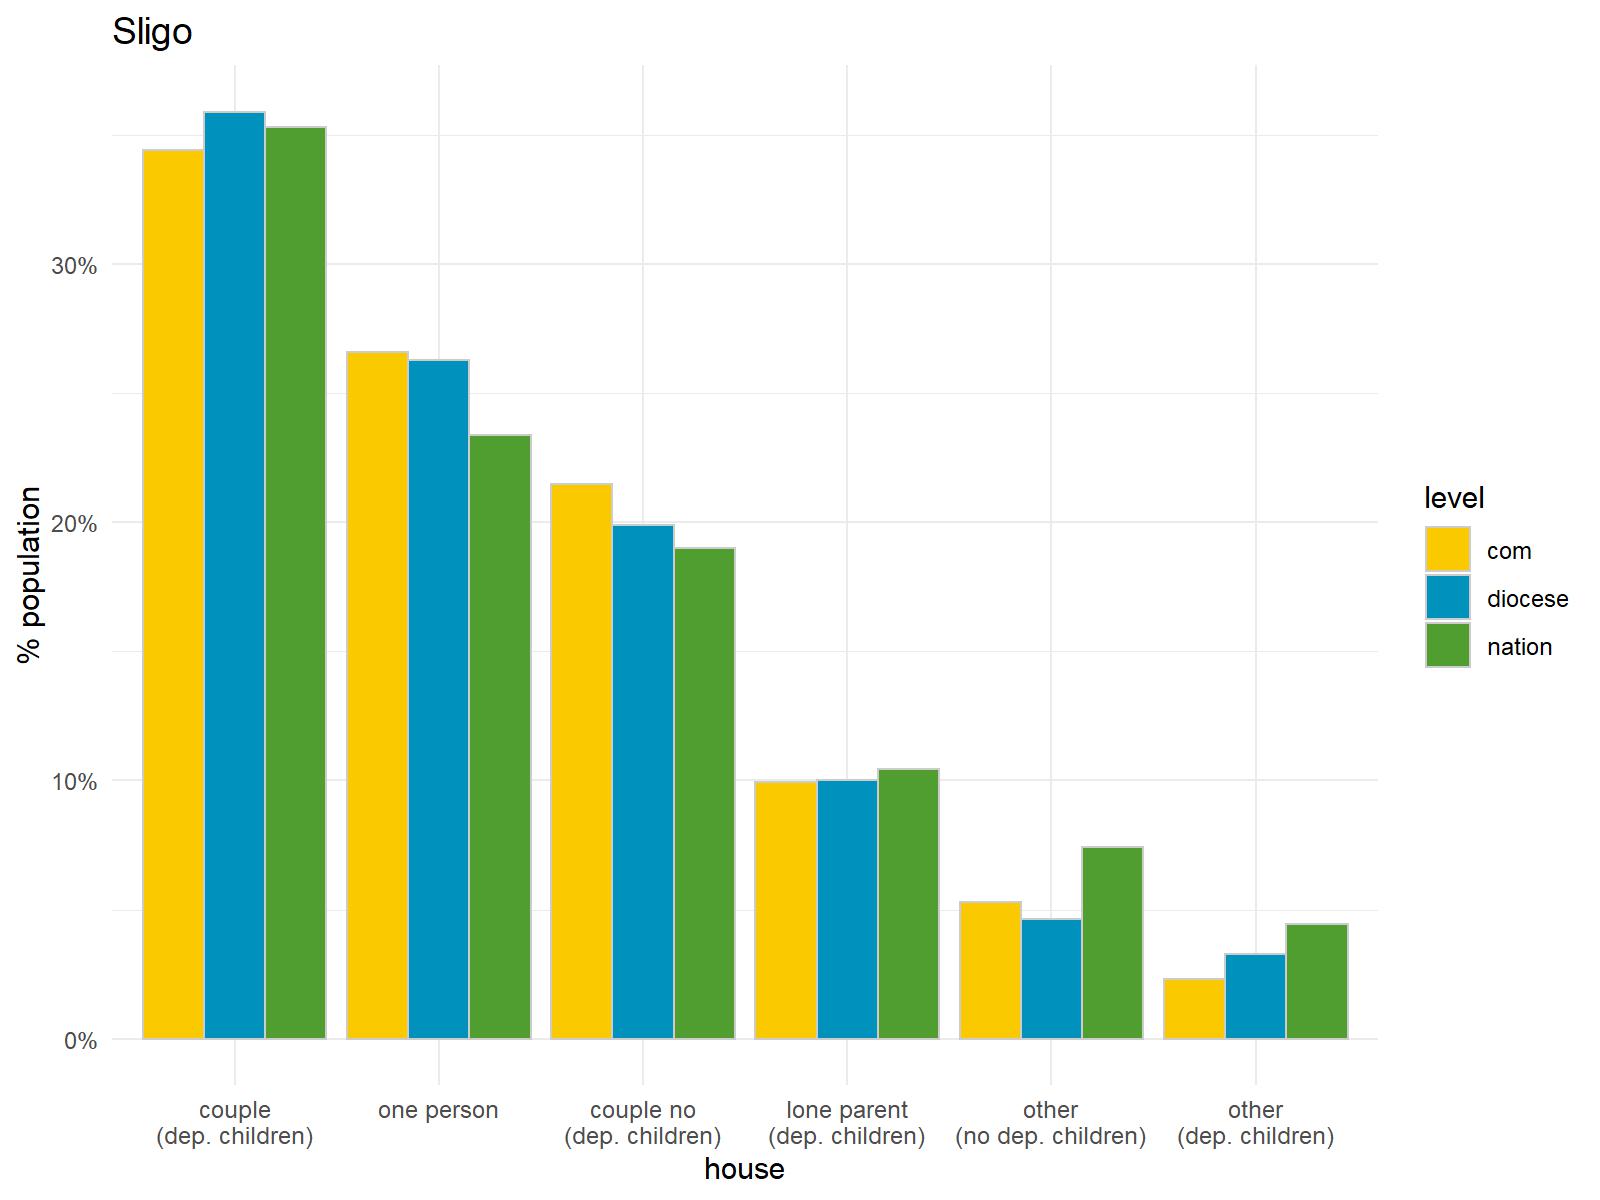 Sligo
% population
30%
20%
10%
0%
couple
(dep. children)
one person
couple no
(dep. children)
lone parent
(dep. children)
other
(no dep. children)
other
(dep. children)
house
level
com
diocese
nation